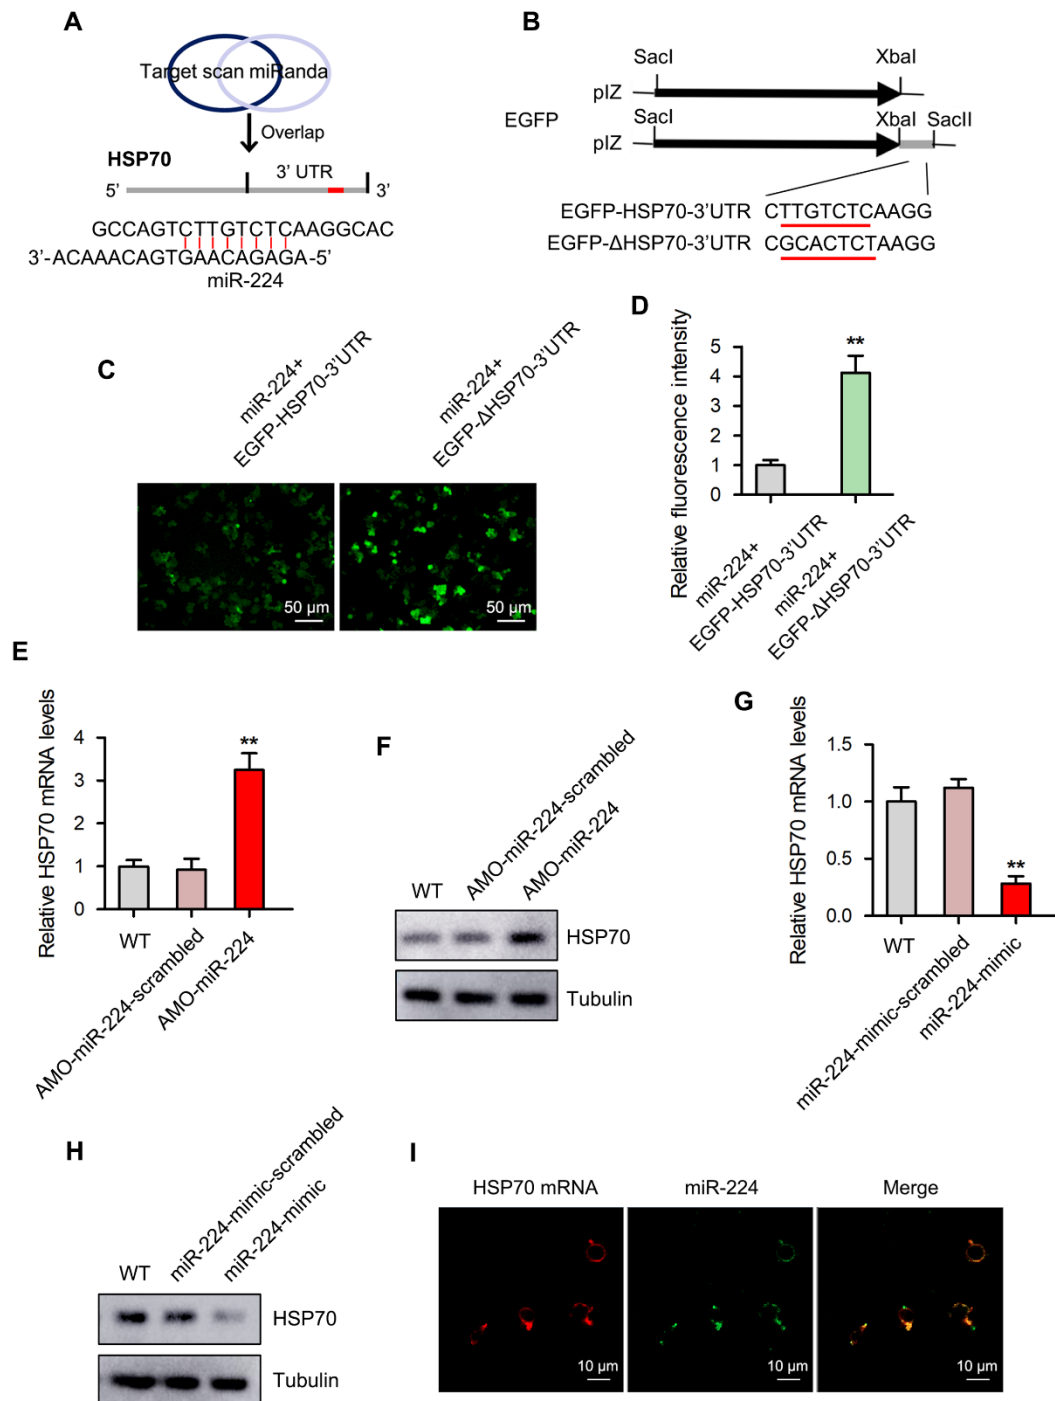 A
Target scan miRanda
Overlap
HSP70
3' UTR
5'
3'
GCCAGTCTTGTCTCAAGGCAC
3'-ACAAACAGTGAACAGAGA-5'
miR-224
B
SacI
XbaI
pIZ
EGFP
SacI
XbaI
SacII
pIZ
EGFP-HSP70-3'UTR CTTGTCTCAAGG
EGFP-ΔHSP70-3'UTR CGCACTCTAAGG
C
miR-224+
EGFP-HSP70-3'UTR
miR-224+
EGFP-ΔHSP70-3'UTR
50 µm
50 µm
D
Relative fluorescence intensity
5
4
3
2
1
0
**
miR-224+
EGFP-HSP70-3'UTR
miR-224+
EGFP-ΔHSP70-3'UTR
E
Relative HSP70 mRNA levels
4
3
2
1
0
**
WT
AMO-miR-224-scrambled
AMO-miR-224
F
WT
AMO-miR-224-scrambled
AMO-miR-224
HSP70
Tubulin
G
Relative HSP70 mRNA levels
1.5
1.0
0.5
0.0
**
WT
miR-224-mimic-scrambled
miR-224-mimic
H
WT
miR-224-mimic-scrambled
miR-224-mimic
HSP70
Tubulin
I
HSP70 mRNA
miR-224
Merge
10 µm
10 µm
10 µm